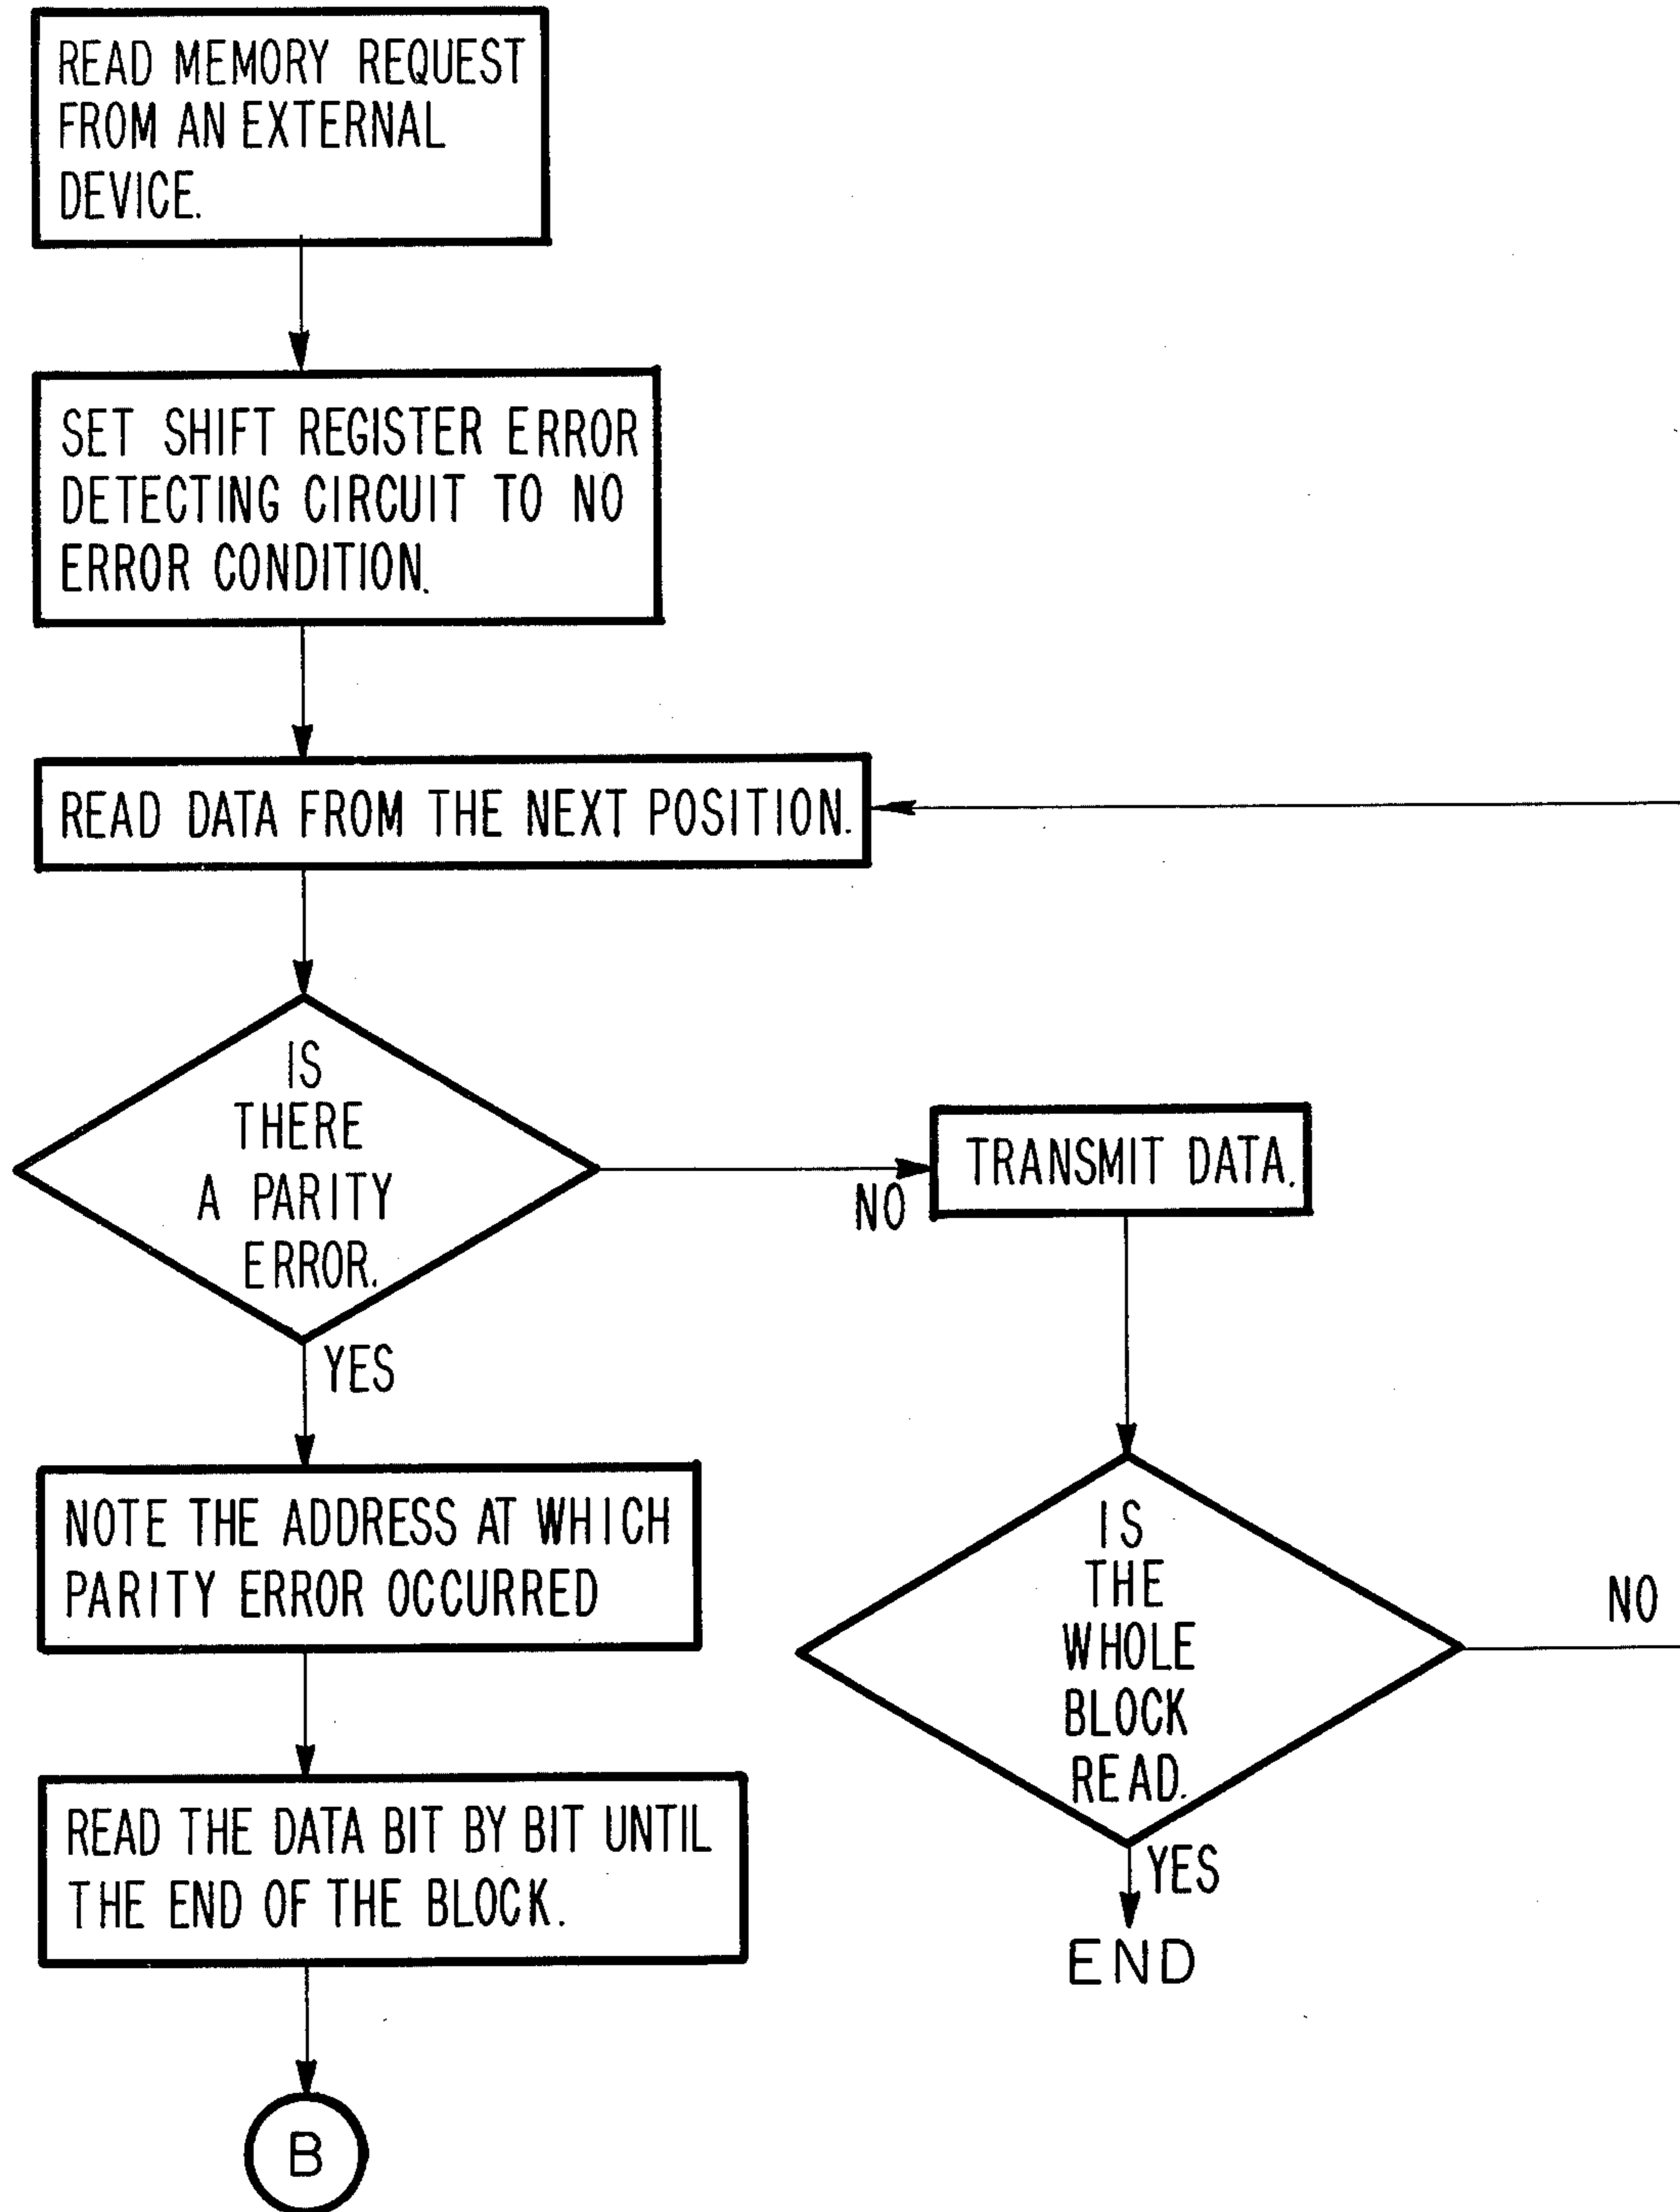 READ MEMORY REQUEST
FROM AN EXTERNAL
DEVICE.
SET SHIFT REGISTER ERROR
DETECTING CIRCUIT TO NO
ERROR CONDITION.
READ DATA FROM THE NEXT POSITION.
IS
THERE
A PARITY
ERROR.
NO
TRANSMIT DATA.
YES
NOTE THE ADDRESS AT WHICH
PARITY ERROR OCCURRED
IS
THE
WHOLE
BLOCK
READ.
NO
YES
END
READ THE DATA BIT BY BIT UNTIL
THE END OF THE BLOCK.
B